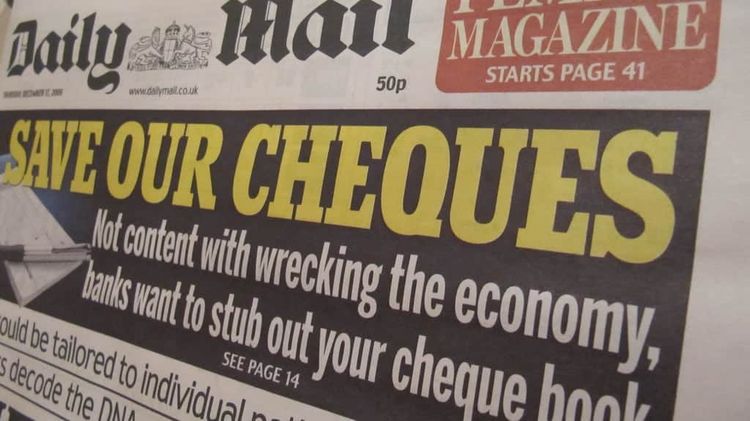 Daily Mail
MAGAZINE
STARTS PAGE 41
www.dailymail.co.uk
50p
SAVE OUR CHEQUES
Not content with wrecking the economy,
banks want to stub out your cheque book
SEE PAGE 14
ould be tailored to individual
decode the DNA